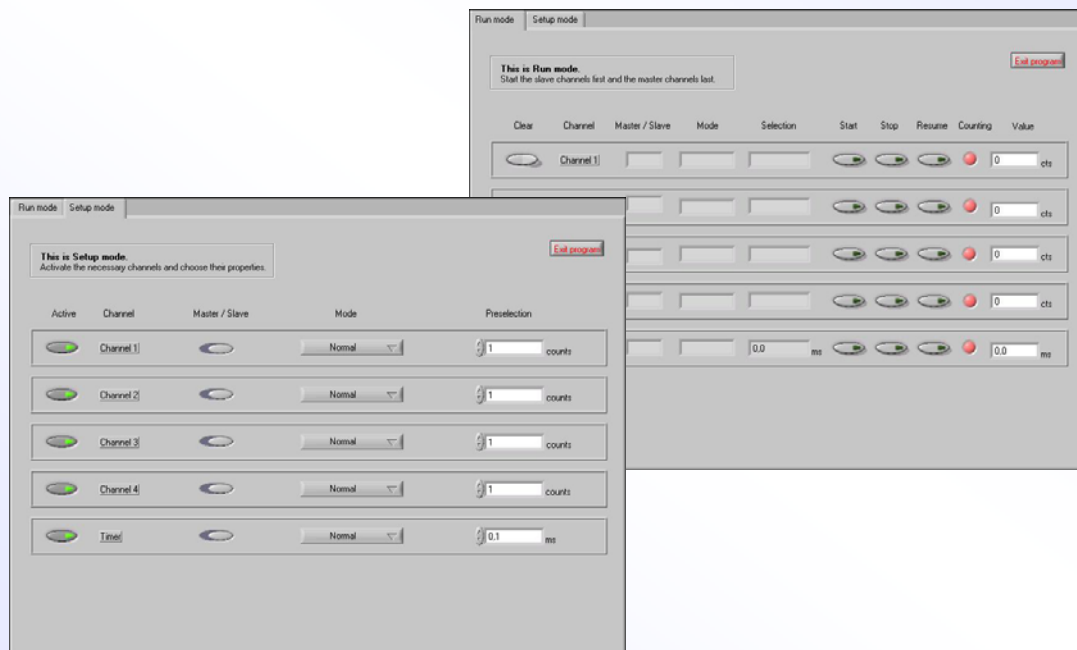 Run mode Setup mode
This is Run mode.
Start the slave channels first and the master channels last.
Exit program
Clear Channel Master / Slave Mode Selection Start Stop Resume Counting Value
Channel 1 0 cts
0 cts
0 cts
0 cts
0,0 ms 0,0 ms
Run mode Setup mode
This is Setup mode.
Activate the necessary channels and choose their properties.
Exit program
Active Channel Master / Slave Mode Preselection
Channel 1 Normal 1 counts
Channel 2 Normal 1 counts
Channel 3 Normal 1 counts
Channel 4 Normal 1 counts
Timer Normal 0,1 ms